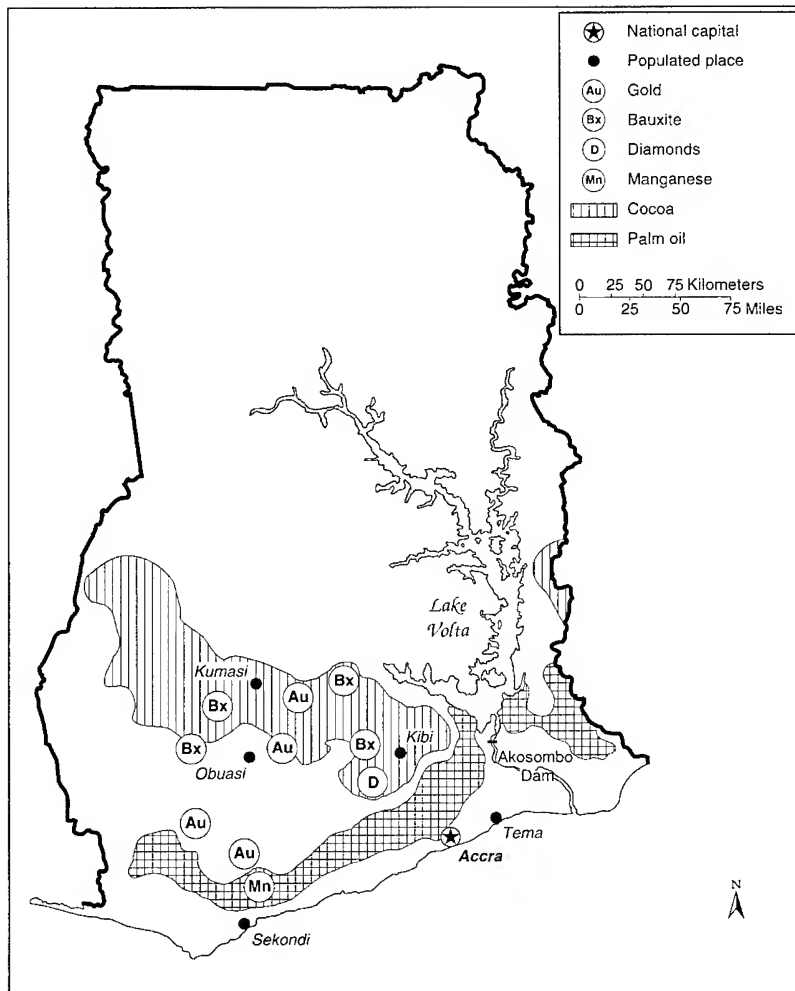 National capital
Populated place
Au Gold
Bx Bauxite
D Diamonds
Mn Manganese
Cocoa
Palm oil
0 25 50 75 Kilometers
0 25 50 75 Miles
Lake
Volta
Kumasi
Bx
Au
Bx
Bx
Au
Bx
Kibi
Obuasi
D
Akosombo
Dám
Au
Au
Tema
Accra
Mn
Sekondi
N